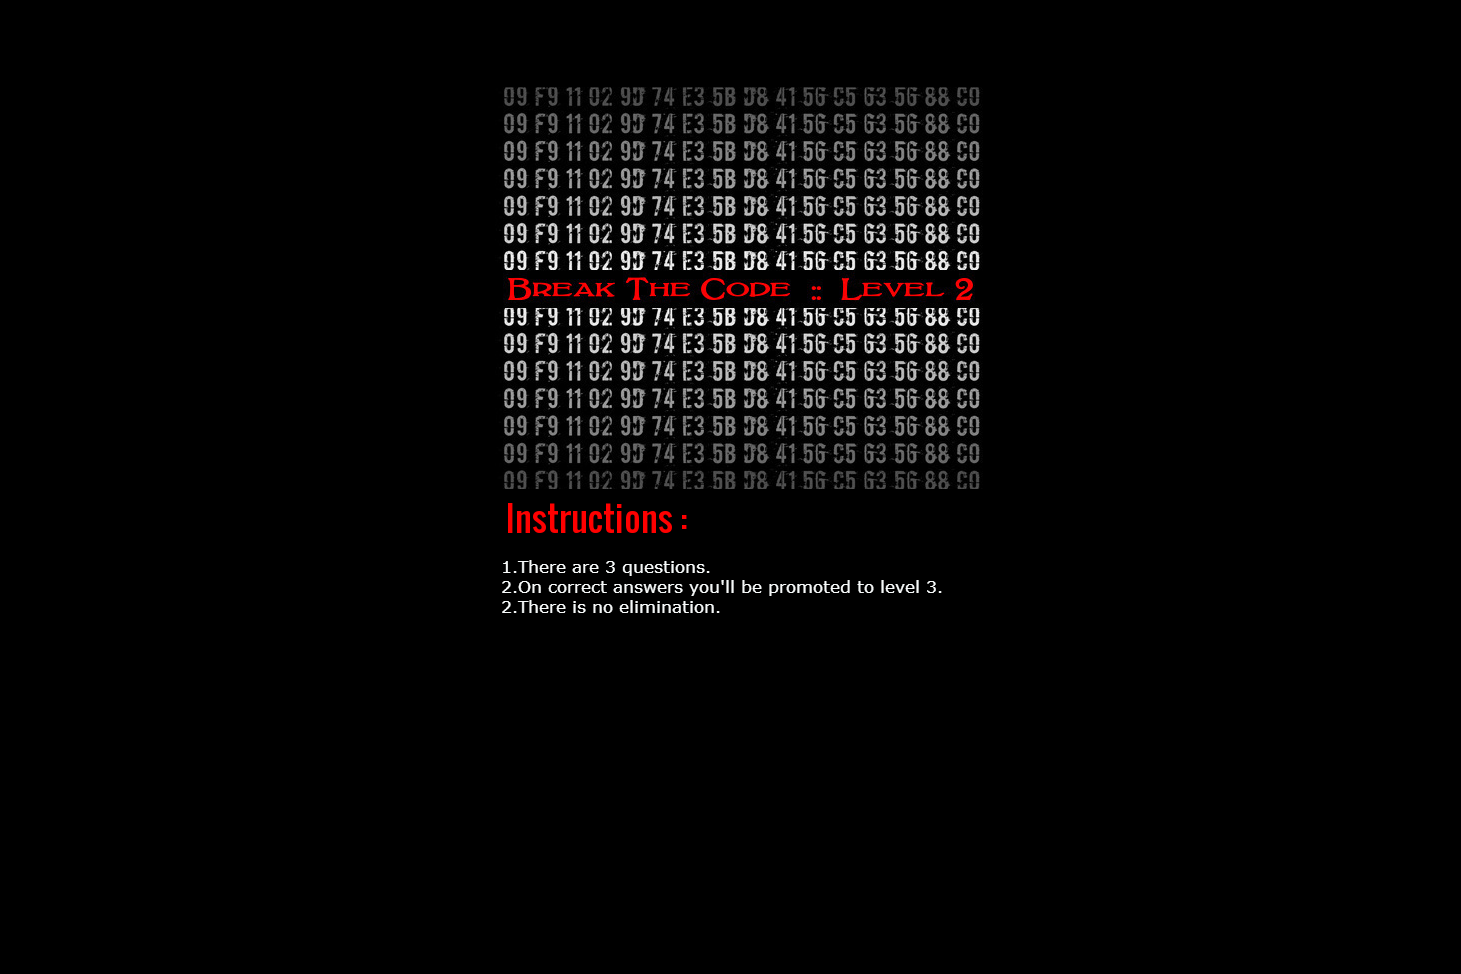 09 F9 11 02 9D 74 E3 5B D8 41 56 C5 63 56 88 C0
09 F9 11 02 9D 74 E3 5B D8 41 56 C5 63 56 88 C0
09 F9 11 02 9D 74 E3 5B D8 41 56 C5 63 56 88 C0
09 F9 11 02 9D 74 E3 5B D8 41 56 C5 63 56 88 C0
09 F9 11 02 9D 74 E3 5B D8 41 56 C5 63 56 88 C0
09 F9 11 02 9D 74 E3 5B D8 41 56 C5 63 56 88 C0
09 F9 11 02 9D 74 E3 5B D8 41 56 C5 63 56 88 C0
Break The Code :: Level 2
09 F9 11 02 9D 74 E3 5B D8 41 56 C5 63 56 88 C0
09 F9 11 02 9D 74 E3 5B D8 41 56 C5 63 56 88 C0
09 F9 11 02 9D 74 E3 5B D8 41 56 C5 63 56 88 C0
09 F9 11 02 9D 74 E3 5B D8 41 56 C5 63 56 88 C0
09 F9 11 02 9D 74 E3 5B D8 41 56 C5 63 56 88 C0
09 F9 11 02 9D 74 E3 5B D8 41 56 C5 63 56 88 C0
09 F9 11 02 9D 74 E3 5B D8 41 56 C5 63 56 88 C0
Instructions :
1.There are 3 questions.
2.On correct answers you'll be promoted to level 3.
2.There is no elimination.